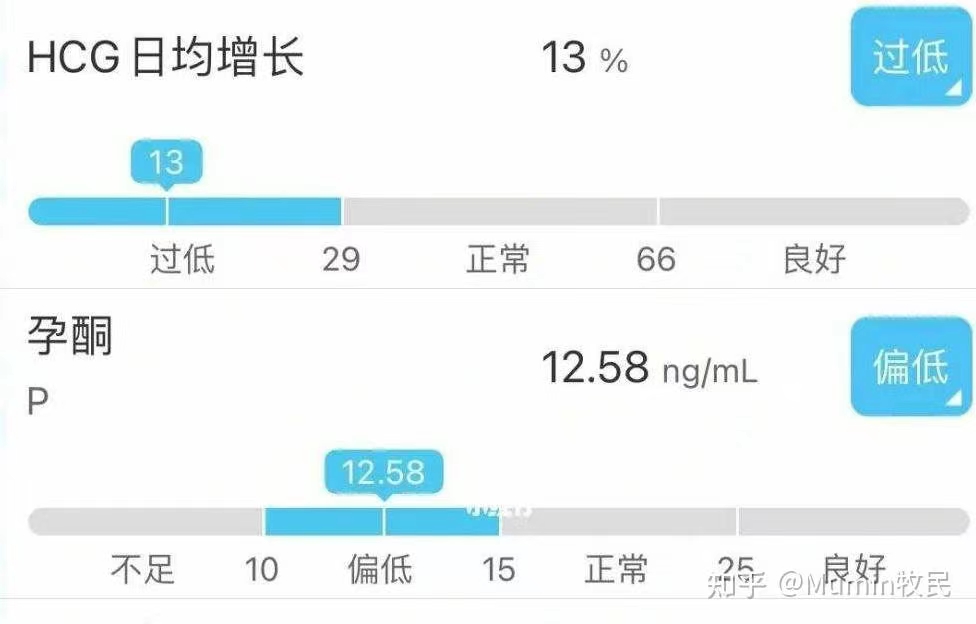 HCG日均增长 13 % 过低
13
过低 29 正常 66 良好
孕酮 12.58 ng/mL 偏低
P
12.58
不足 10 偏低 15 正常 25 良好
知乎 @Mumin牧民